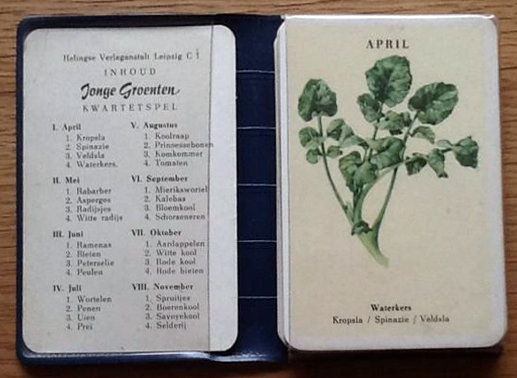 Helingse Verlaganstalt Leipzig C 1
INHOUD
Jonge Groenten
KWARTETSPEL
I. April
1. Kropsla
2. Spinazie
3. Veldsla
4. Waterkers.
II. Mei
1. Rabarber
2. Asperges
3. Radijsjes
4. Witte radijs
III. Juni
1. Ramenas
2. Bieten
3. Peterselie
4. Peulen
IV. Juli
1. Wortelen
2. Penen
3. Uien
4. Prei
V. Augustus
1. Koolraap
2. Prinsessebonen
3. Komkommer
4. Tomaten
VI. September
1. Mierikswortel
2. Kalebas
3. Bloemkool
4. Schorseneren
VII. Oktober
1. Aardappelen
2. Witte kool
3. Rode kool
4. Rode bieten
VIII. November
1. Spruitjes
2. Boerenkool
3. Savoyekool
4. Selderij
APRIL
Waterkers
Kropsla / Spinazie / Veldsla